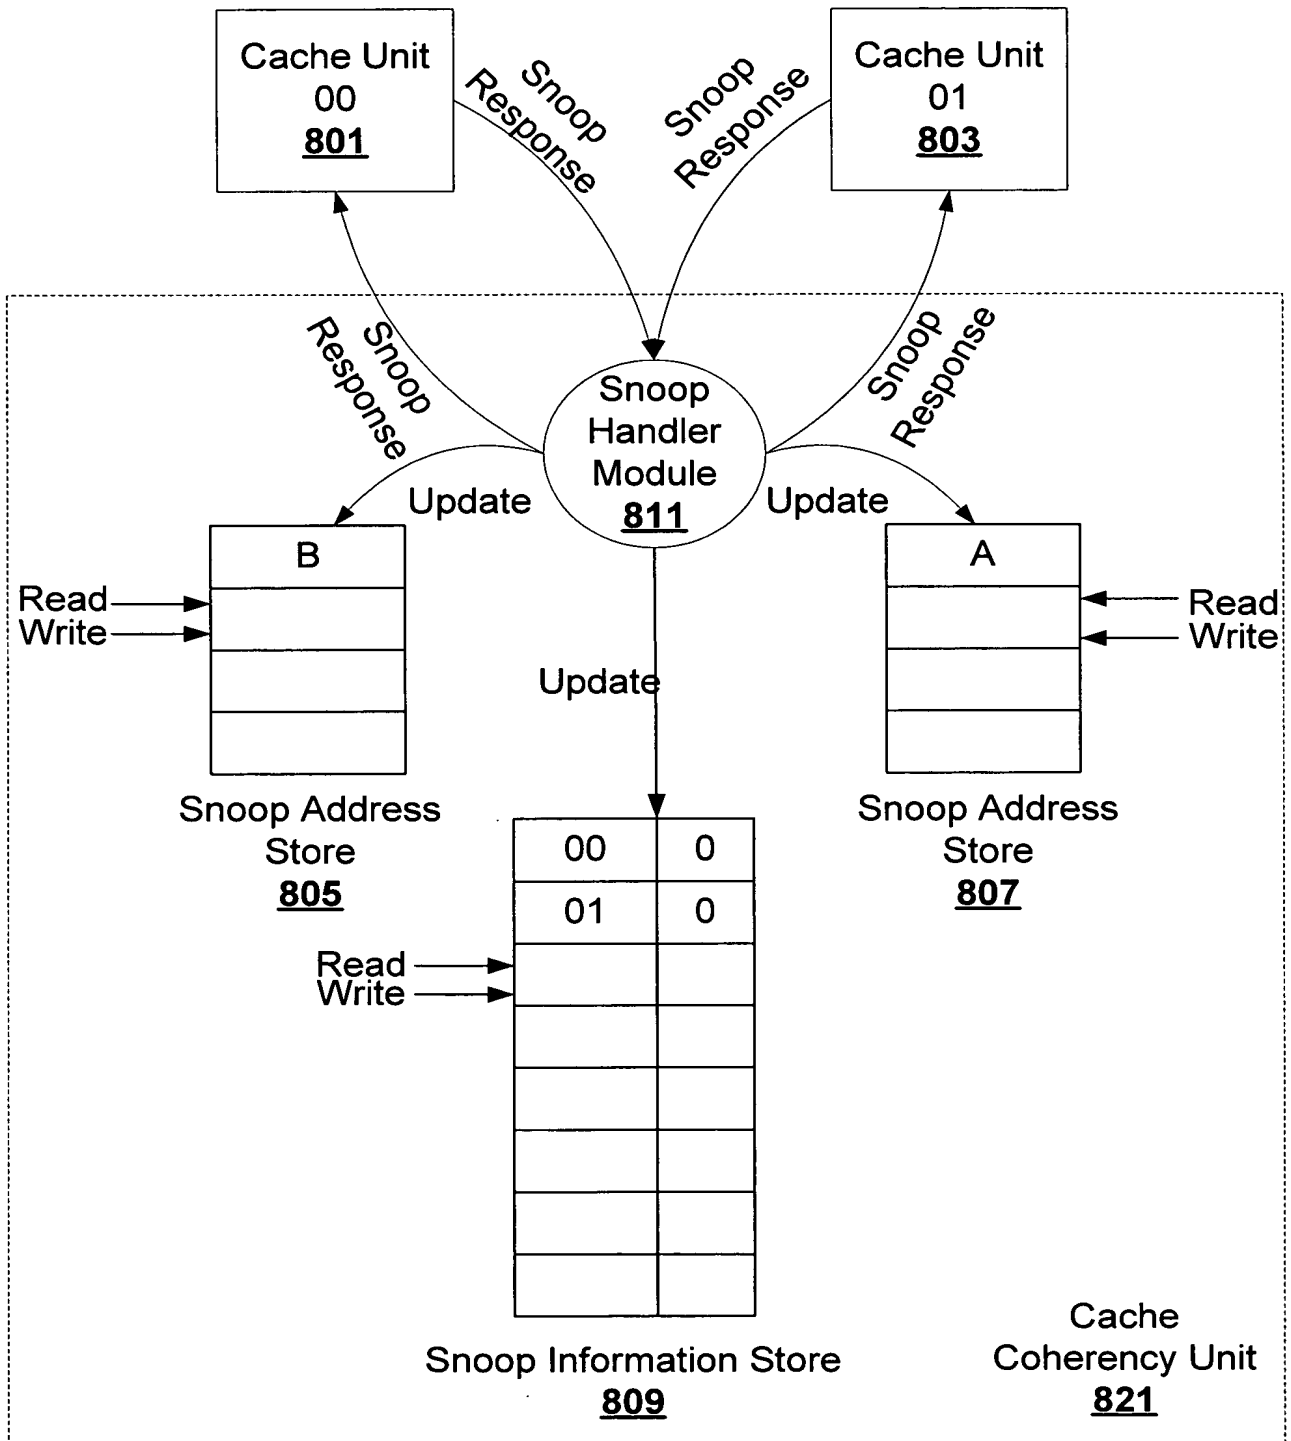 Cache Unit
00
801
Cache Unit
01
803
Snoop
Response
Snoop
Response
Snoop
Response
Snoop
Response
Snoop
Handler
Module
811
Update
Update
B
A
Read
Write
Read
Write
Update
Snoop Address
Store
805
Snoop Address
Store
807
00 0
01 0
Read
Write
Snoop Information Store
809
Cache
Coherency Unit
821